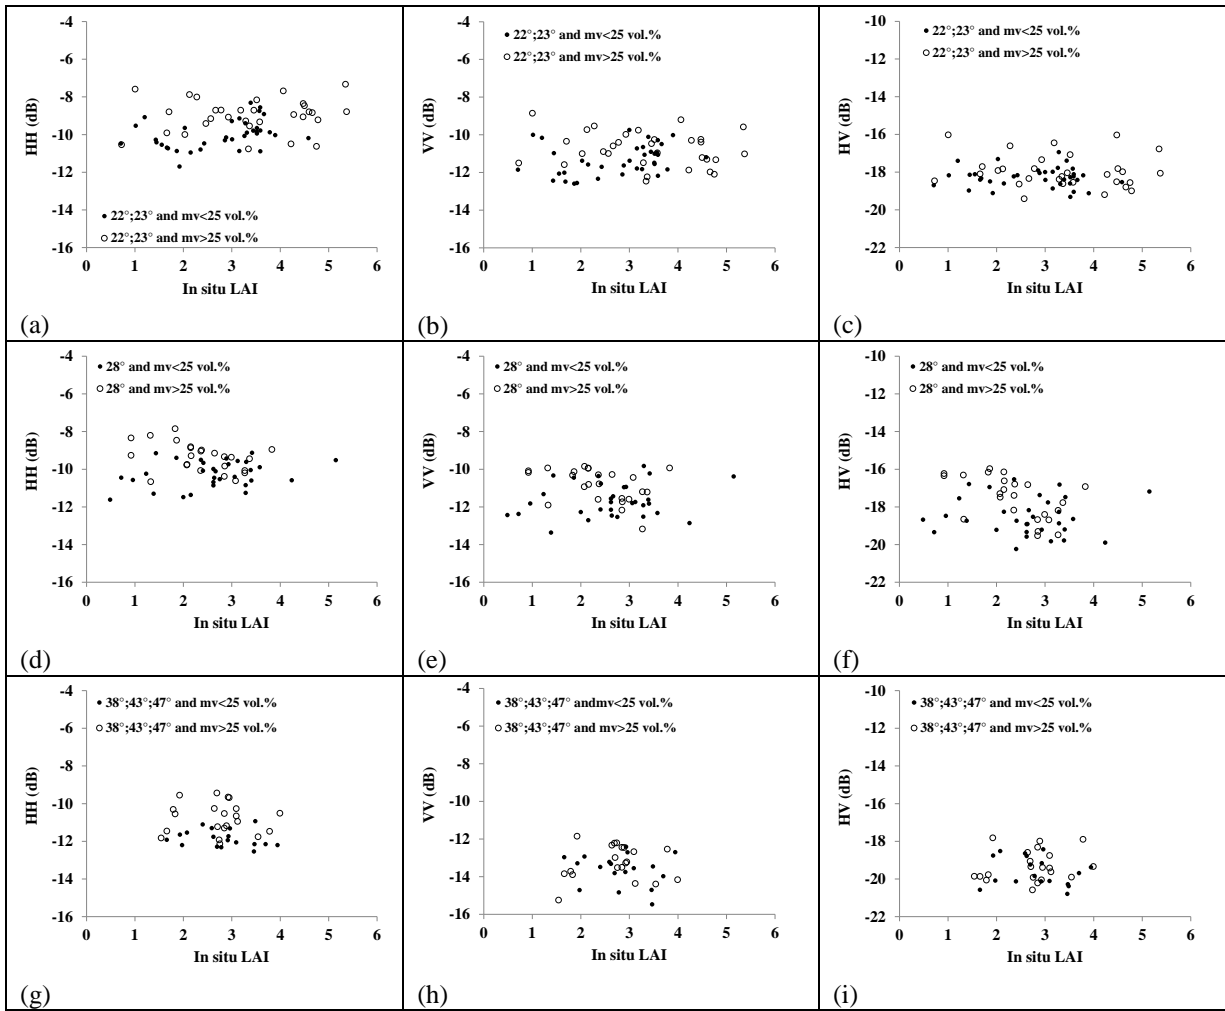 -4
-6
-8
-10
-12
-14
-16
HH (dB)
22°;23° and mv<25 vol.%
22°;23° and mv>25 vol.%
0 1 2 3 4 5 6
In situ LAI
(a)
-4
-6
-8
-10
-12
-14
-16
VV (dB)
22°;23° and mv<25 vol.%
22°;23° and mv>25 vol.%
0 1 2 3 4 5 6
In situ LAI
(b)
-10
-12
-14
-16
-18
-20
-22
HV (dB)
22°;23° and mv<25 vol.%
22°;23° and mv>25 vol.%
0 1 2 3 4 5 6
In situ LAI
(c)
-4
-6
-8
-10
-12
-14
-16
HH (dB)
28° and mv<25 vol.%
28° and mv>25 vol.%
0 1 2 3 4 5 6
In situ LAI
(d)
-4
-6
-8
-10
-12
-14
-16
VV (dB)
28° and mv<25 vol.%
28° and mv>25 vol.%
0 1 2 3 4 5 6
In situ LAI
(e)
-10
-12
-14
-16
-18
-20
-22
HV (dB)
28° and mv<25 vol.%
28° and mv>25 vol.%
0 1 2 3 4 5 6
In situ LAI
(f)
-4
-6
-8
-10
-12
-14
-16
HH (dB)
38°;43°;47° and mv<25 vol.%
38°;43°;47° and mv>25 vol.%
0 1 2 3 4 5 6
In situ LAI
(g)
-4
-6
-8
-10
-12
-14
-16
VV (dB)
38°;43°;47° andmv<25 vol.%
38°;43°;47° and mv>25 vol.%
0 1 2 3 4 5 6
In situ LAI
(h)
-10
-12
-14
-16
-18
-20
-22
HV (dB)
38°;43°;47° and mv<25 vol.%
38°;43°;47° and mv>25 vol.%
0 1 2 3 4 5 6
In situ LAI
(i)